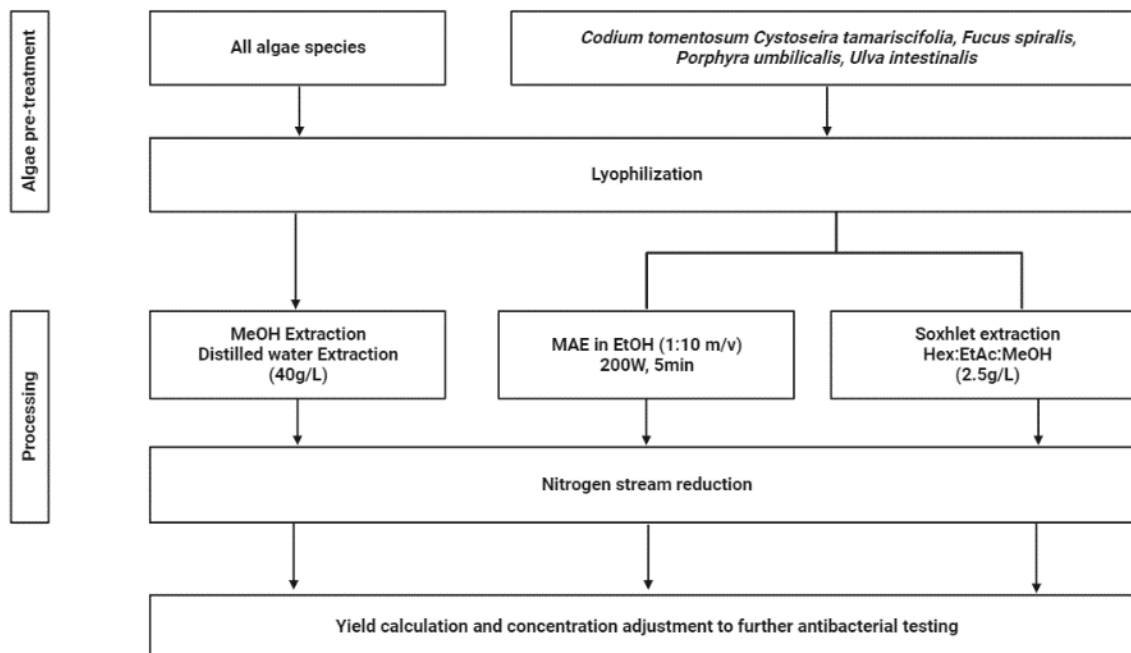 Algae pre-treatment
All algae species
Codium tomentosum Cystoseira tamariscifolia, Fucus spiralis,
Porphyra umbilicalis, Ulva intestinalis
Lyophilization
Processing
MeOH Extraction
Distilled water Extraction
(40g/L)
MAE in EtOH (1:10 m/v)
200W, 5min
Soxhlet extraction
Hex:EtAc:MeOH
(2.5g/L)
Nitrogen stream reduction
Yield calculation and concentration adjustment to further antibacterial testing